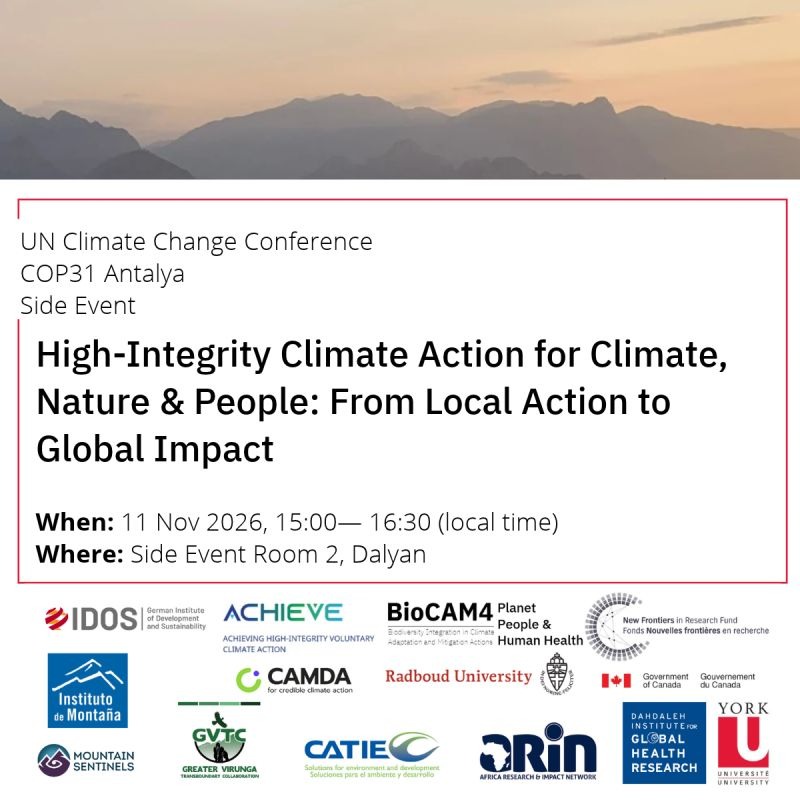 UN Climate Change Conference
COP31 Antalya
Side Event
High-Integrity Climate Action for Climate,
Nature & People: From Local Action to
Global Impact
When: 11 Nov 2026, 15:00— 16:30 (local time)
Where: Side Event Room 2, Dalyan
IDOS
German Institute
of Development
and Sustainability
ACHIEVE
ACHIEVING HIGH-INTEGRITY VOLUNTARY
CLIMATE ACTION
BioCAM4
Biodiversity Integration in Climate
Adaptation and Mitigation Actions
Planet
People &
Human Health
New Frontiers in Research Fund
Fonds Nouvelles frontières en recherche
Instituto
de Montaña
CAMDA
for credible climate action
Radboud University
Government
of Canada
Gouvernement
du Canada
MOUNTAIN
SENTINELS
GVTC
GREATER VIRUNGA
TRANSBOUNDARY COLLABORATION
CATIE
Solutions for environment and development
Soluciones para el ambiente y desarrollo
ARIN
AFRICA RESEARCH & IMPACT NETWORK
DAHDALEH
INSTITUTE FOR
GLOBAL
HEALTH
RESEARCH
YORK
U
UNIVERSITÉ
UNIVERSITY